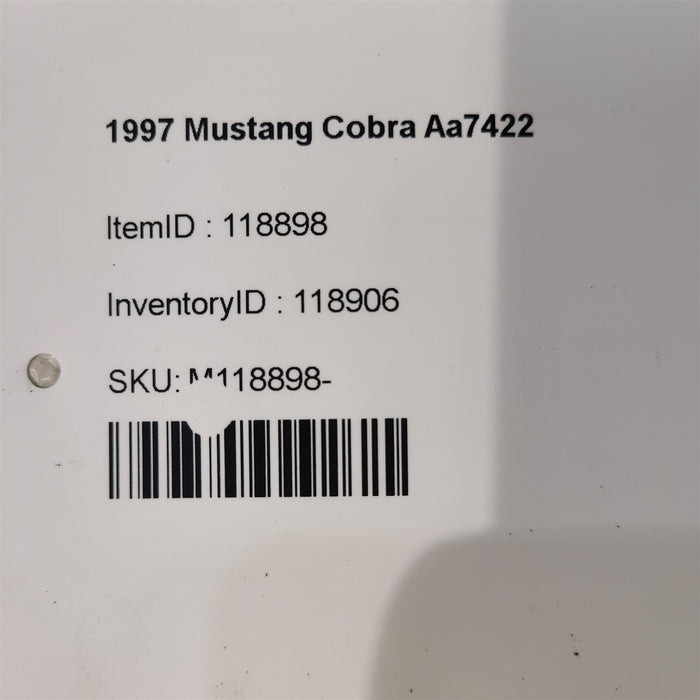 1997 Mustang Cobra Aa7422
ItemID : 118898
InventoryID : 118906
SKU: M118898-